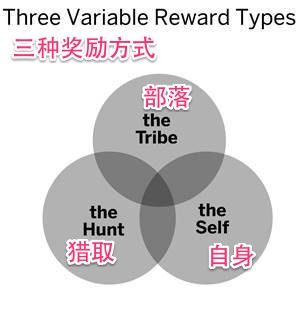 Three Variable Reward Types
三种奖励方式
部落
the
Tribe
the
Hunt
猎取
the
Self
自身